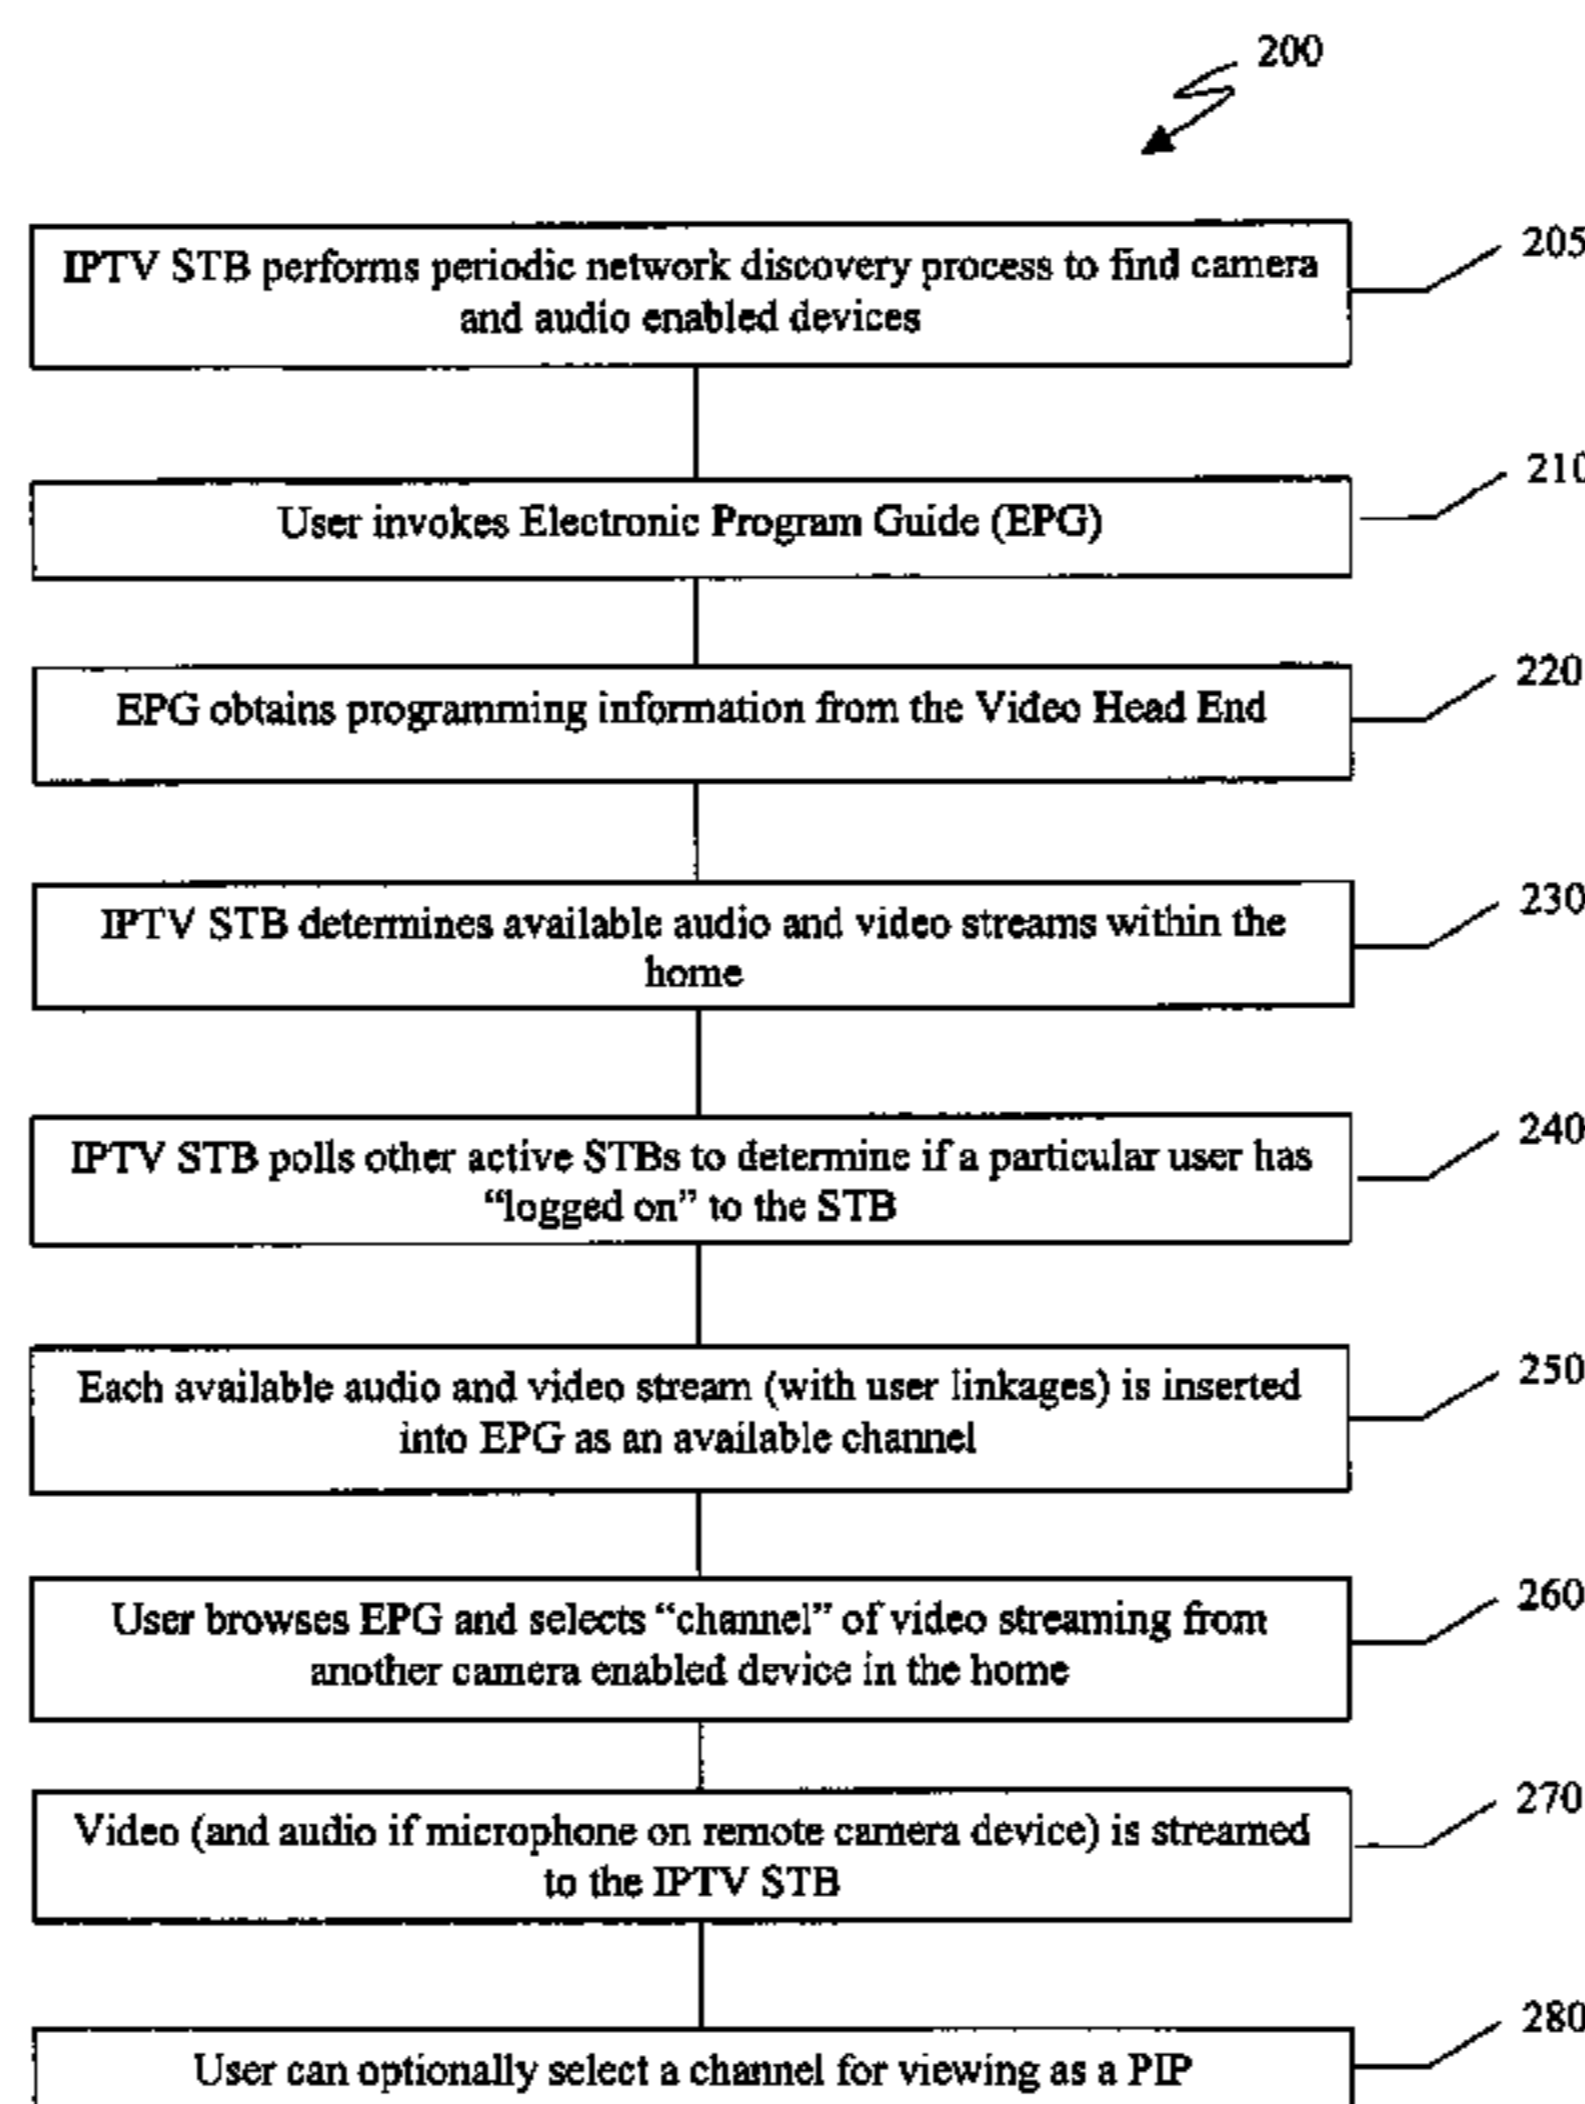 200
IPTV STB performs periodic network discovery process to find camera
and audio enabled devices
205
User invokes Electronic Program Guide (EPG)
210
EPG obtains programming information from the Video Head End
220
IPTV STB determines available audio and video streams within the
home
230
IPTV STB polls other active STBs to determine if a particular user has
“logged on” to the STB
240
Each available audio and video stream (with user linkages) is inserted
into EPG as an available channel
250
User browses EPG and selects “channel” of video streaming from
another camera enabled device in the home
260
Video (and audio if microphone on remote camera device) is streamed
to the IPTV STB
270
User can optionally select a channel for viewing as a PIP
280